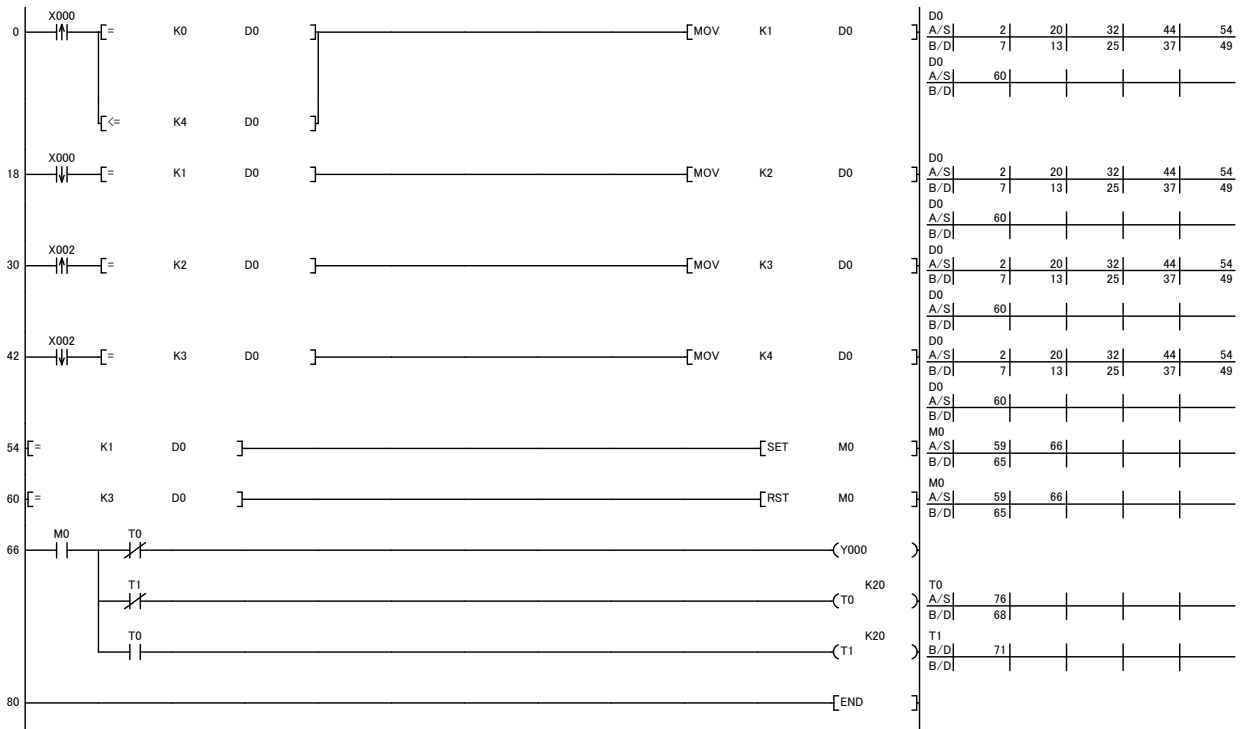 X000
0 [= K0 D0 ] [MOV K1 D0 ]
[<= K4 D0 ]
D0
A/S 2 20 32 44 54
B/D 7 13 25 37 49
D0
A/S 60
B/D
X000
18 [= K1 D0 ] [MOV K2 D0 ]
D0
A/S 2 20 32 44 54
B/D 7 13 25 37 49
D0
A/S 60
B/D
X002
30 [= K2 D0 ] [MOV K3 D0 ]
D0
A/S 2 20 32 44 54
B/D 7 13 25 37 49
D0
A/S 60
B/D
X002
42 [= K3 D0 ] [MOV K4 D0 ]
D0
A/S 2 20 32 44 54
B/D 7 13 25 37 49
D0
A/S 60
B/D
54 [= K1 D0 ] [SET M0 ]
M0
A/S 59 66
B/D 65
60 [= K3 D0 ] [RST M0 ]
M0
A/S 59 66
B/D 65
M0 T0
66 (Y000 )
T1 K20
(T0 )
T0
A/S 76
B/D 68
T0 K20
(T1 )
T1
B/D 71
B/D
80 [END ]